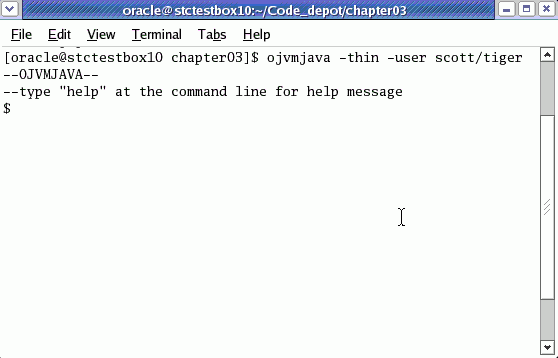 oracle@stctestbox10:~/Code_depot/chapter03
File Edit View Terminal Tabs Help
[oracle@stctestbox10 chapter03]$ ojvmjava -thin -user scott/tiger
--OJVMJAVA--
--type "help" at the command line for help message
$